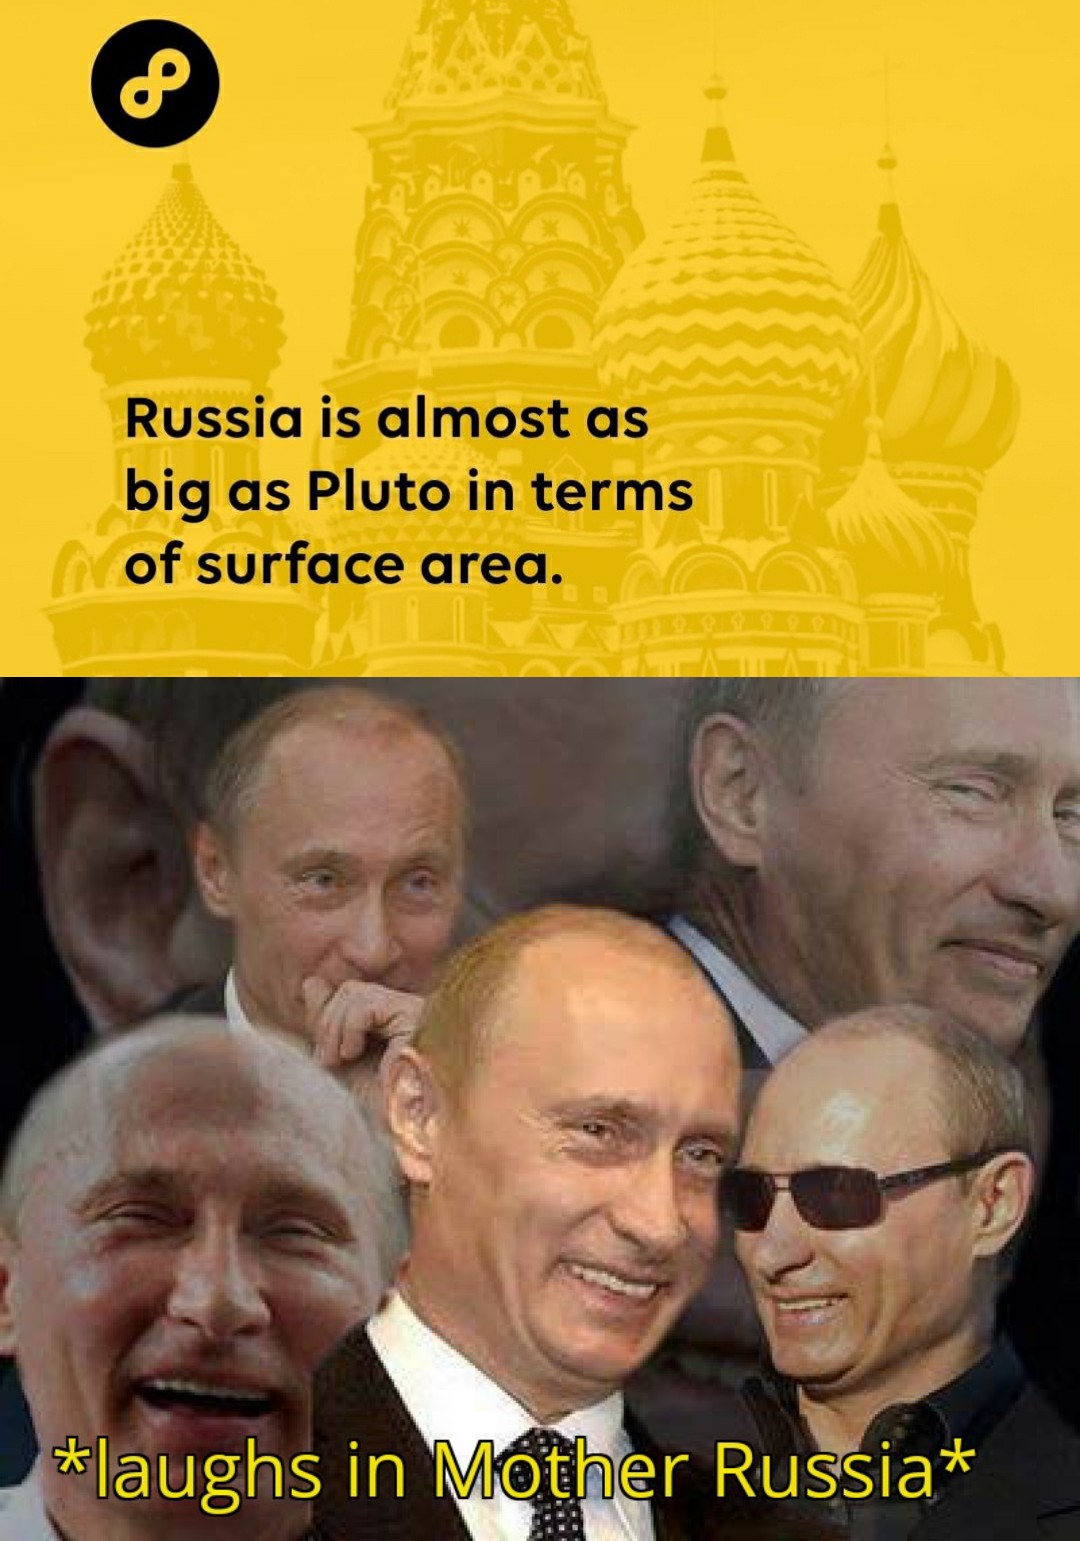 Russia is almost as
big as Pluto in terms
of surface area.
*laughs in Mother Russia*